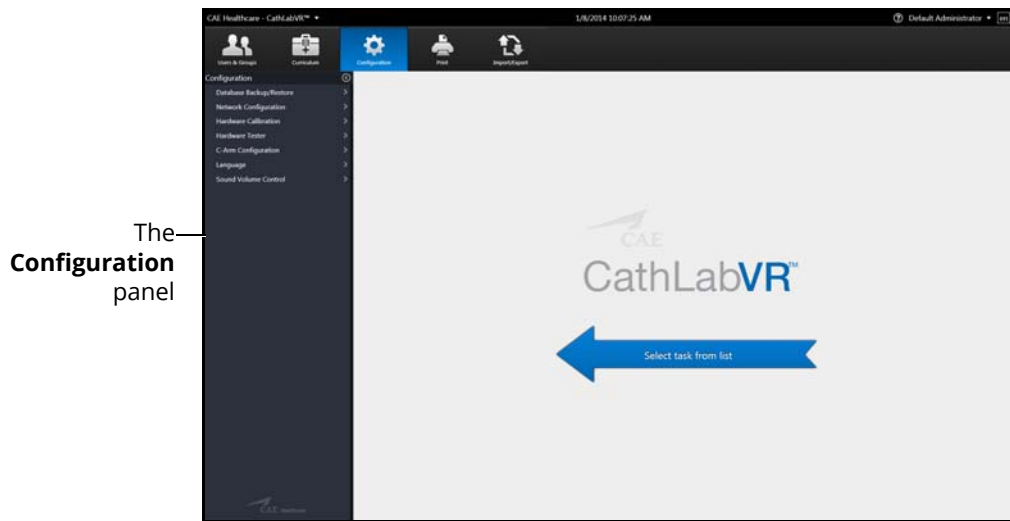 CAE Healthcare - CathLabVR™
1/8/2014 10:07:25 AM
Default Administrator
en
Users & Groups
Curriculum
Configuration
Print
Import/Export
Configuration
Database Backup/Restore
Network Configuration
Hardware Calibration
Hardware Tester
C-Arm Configuration
Language
Sound Volume Control
The
Configuration
panel
CAE
CathLabVR™
Select task from list
CAE Healthcare